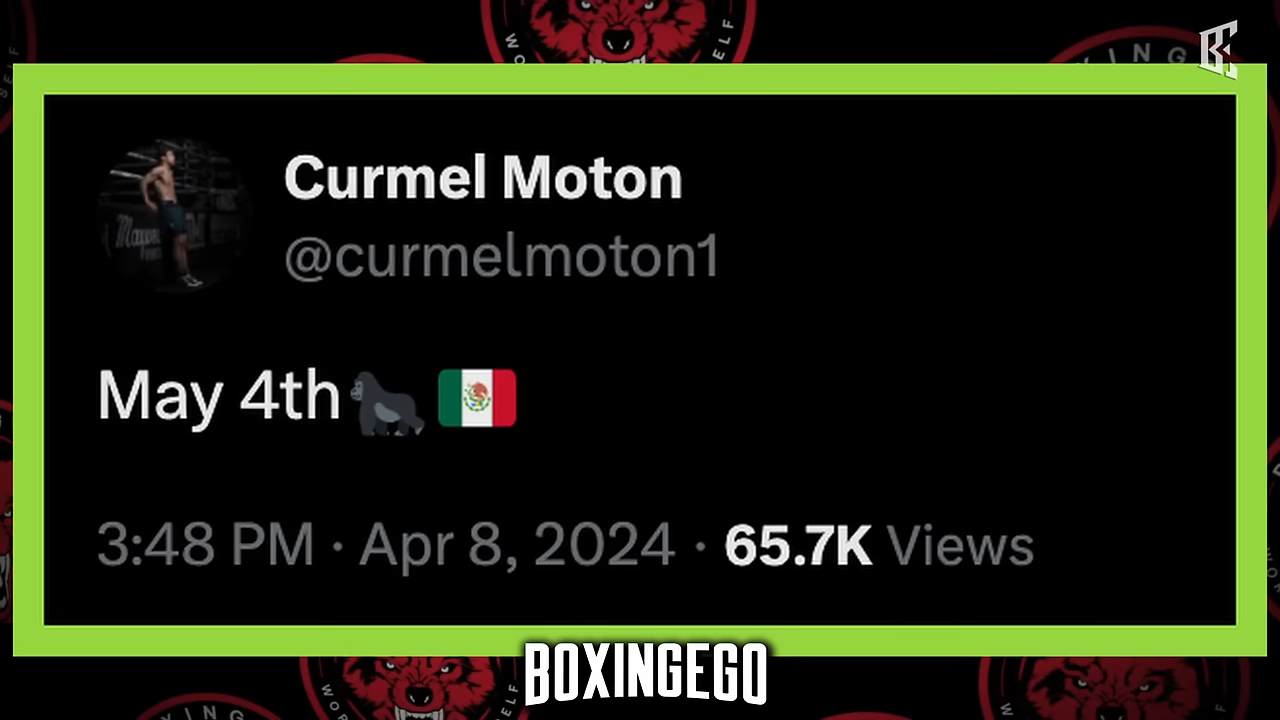 Curmel Moton
@curmelmoton1
May 4th🦍🇲🇽
3:48 PM · Apr 8, 2024 · 65.7K Views
BOXINGEGO